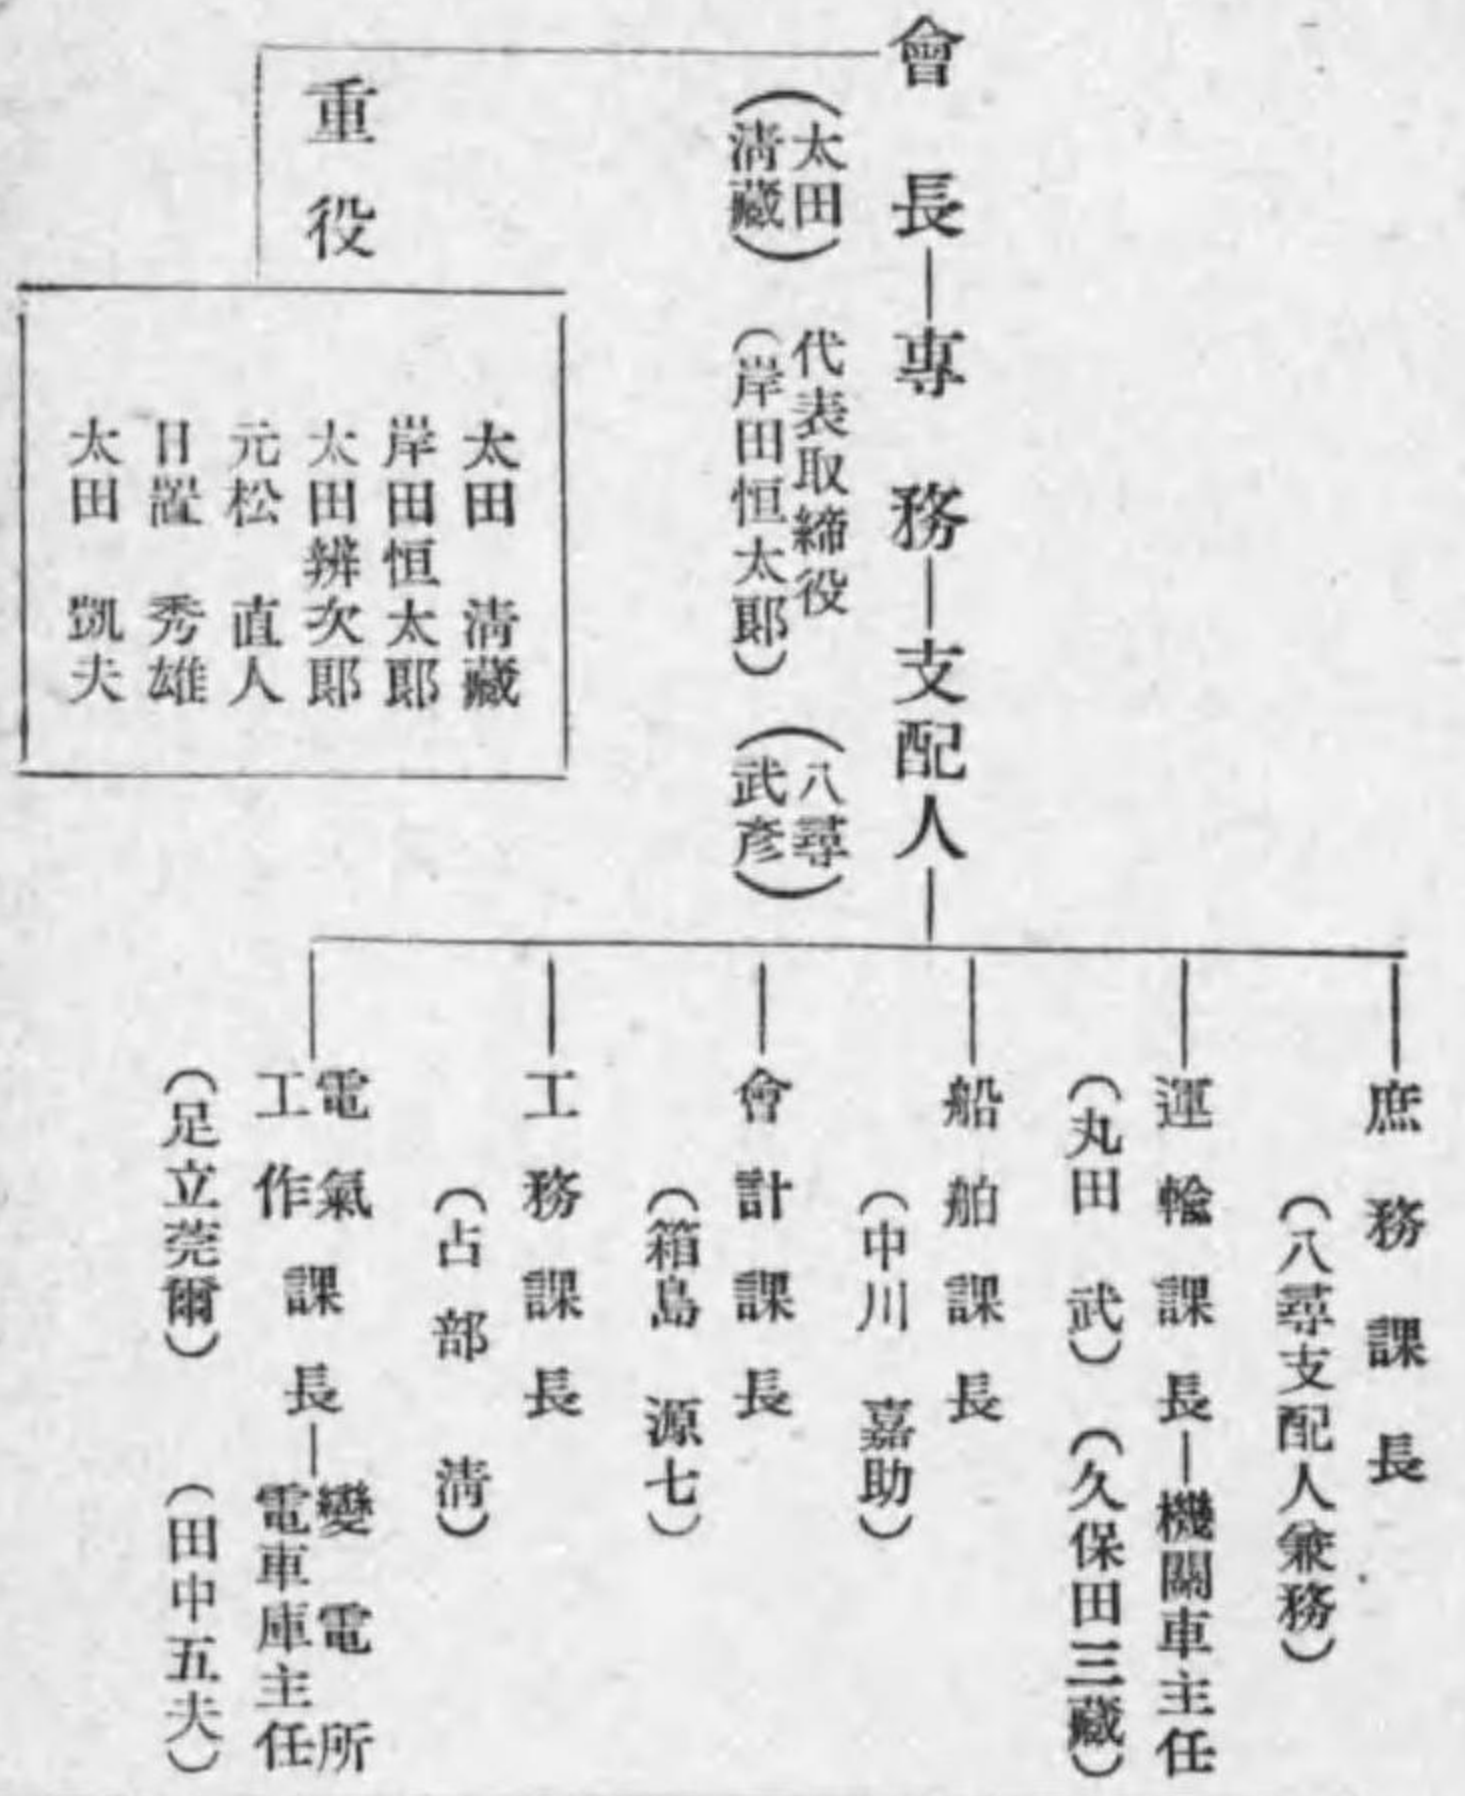 會長─專務─支配人
(太田
淸藏)
代表取締役
(岸田恒太郎)
(八尋
武彥)
重役
太田 淸藏
岸田恒太郎
太田辨次郎
元松 直人
日置 秀雄
太田 凱夫
庶務課長
(八尋支配人兼務)
運輸課長─機關車主任
(丸田 武) (久保田三藏)
船舶課長
(中川 嘉助)
會計課長
(箱島 源七)
工務課長
(占部 淸)
電氣
工作
課長
變電所
電車庫主任
(足立莞爾) (田中五夫)